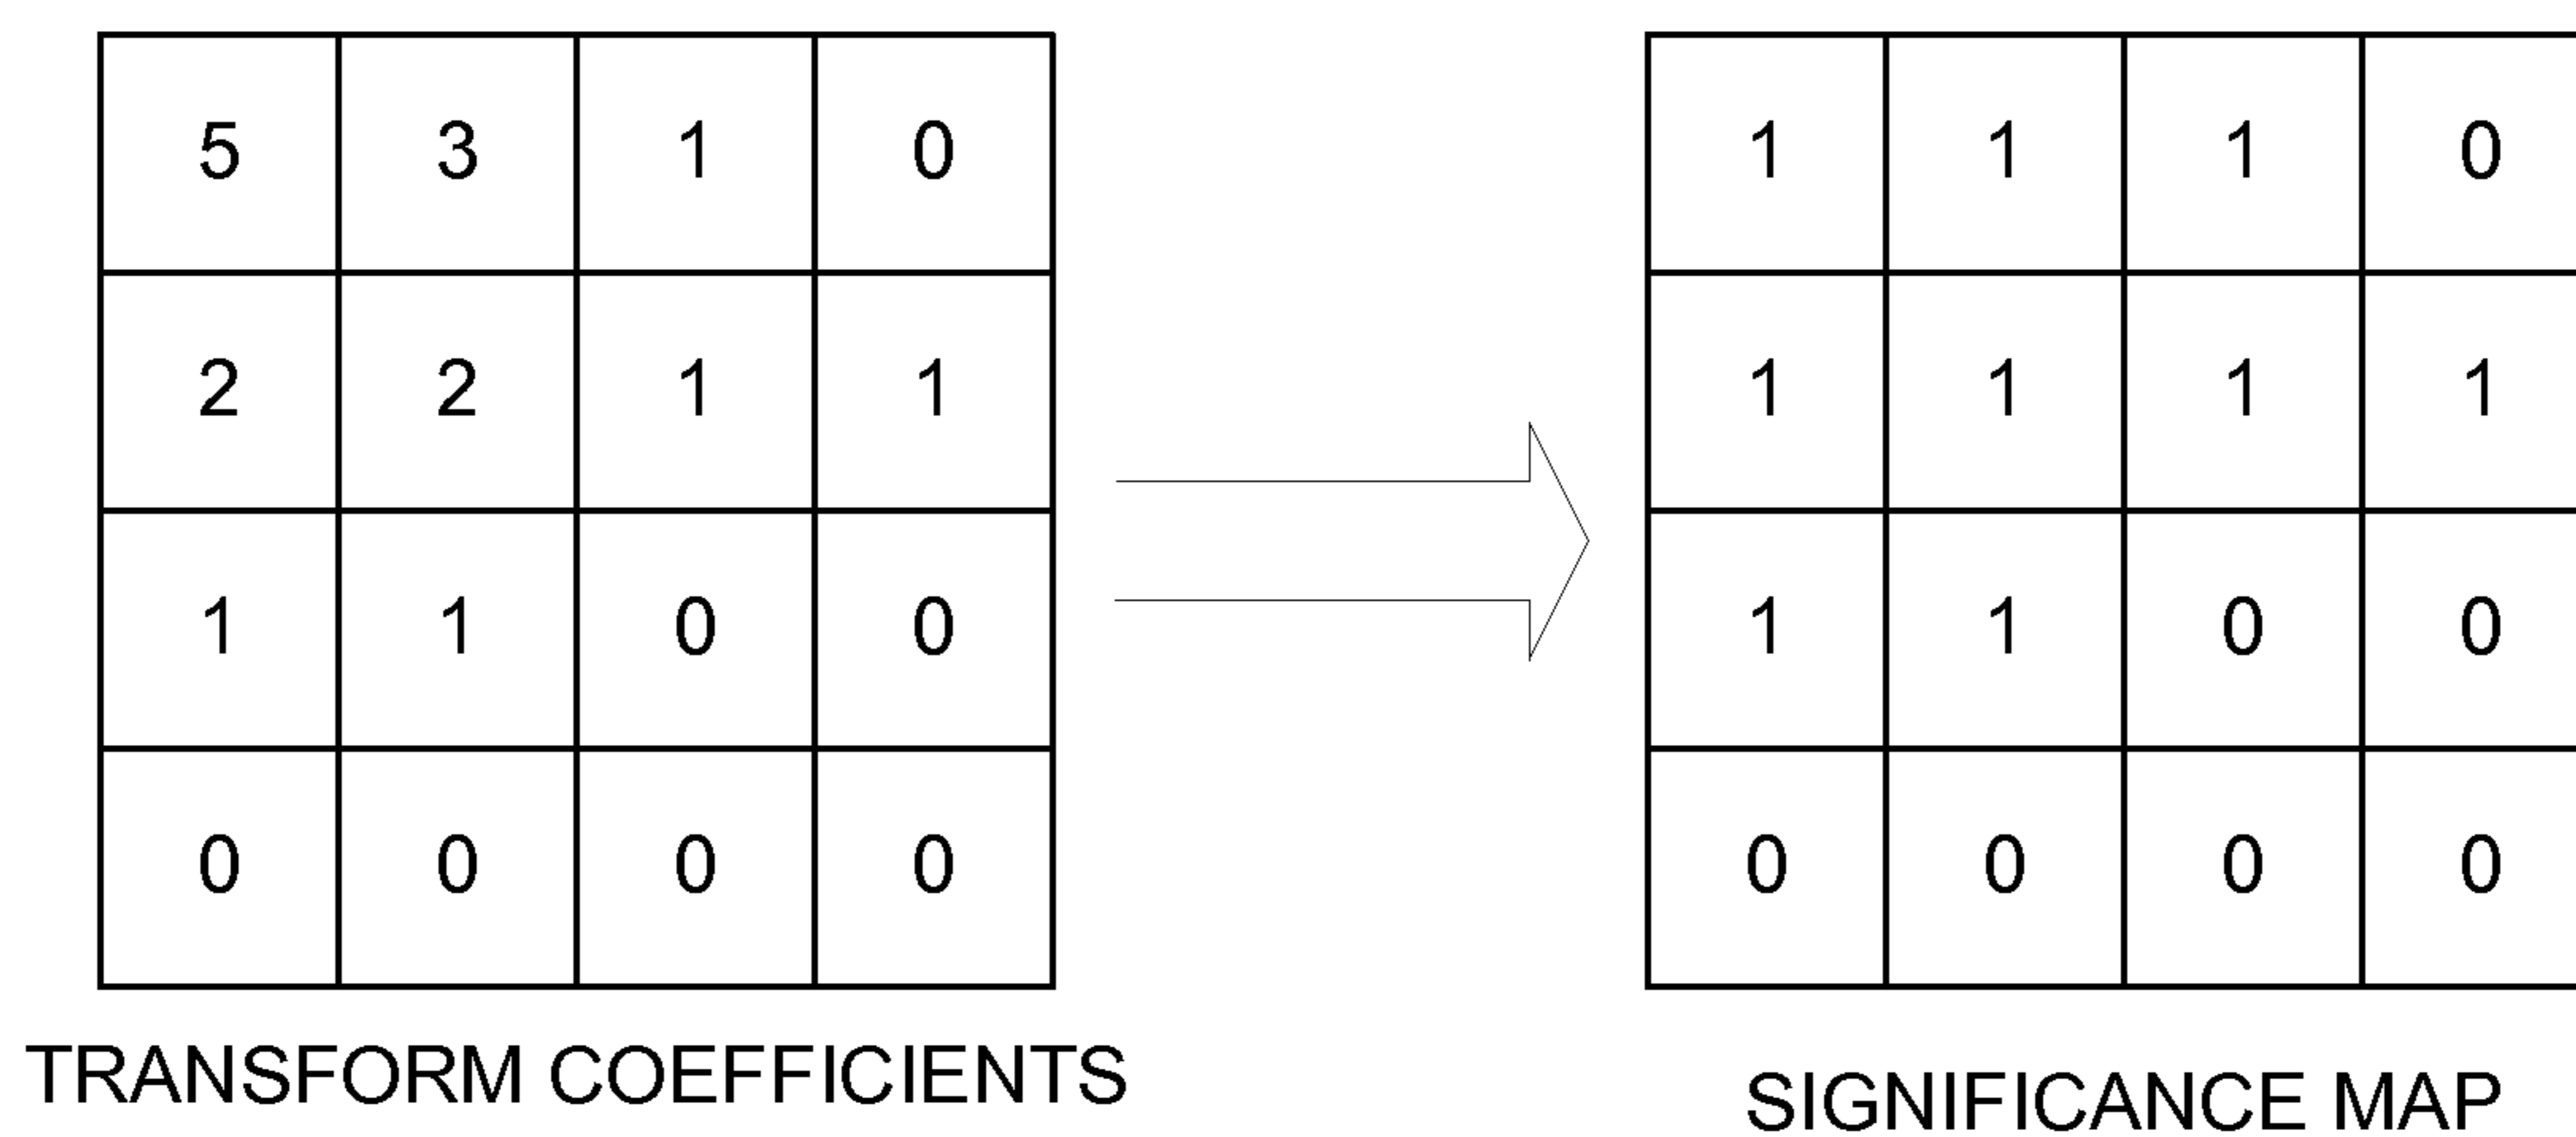 5 3 1 0 1 1 1 0
2 2 1 1 1 1 1 1
1 1 0 0 1 1 0 0
0 0 0 0 0 0 0 0
TRANSFORM COEFFICIENTS
SIGNIFICANCE MAP